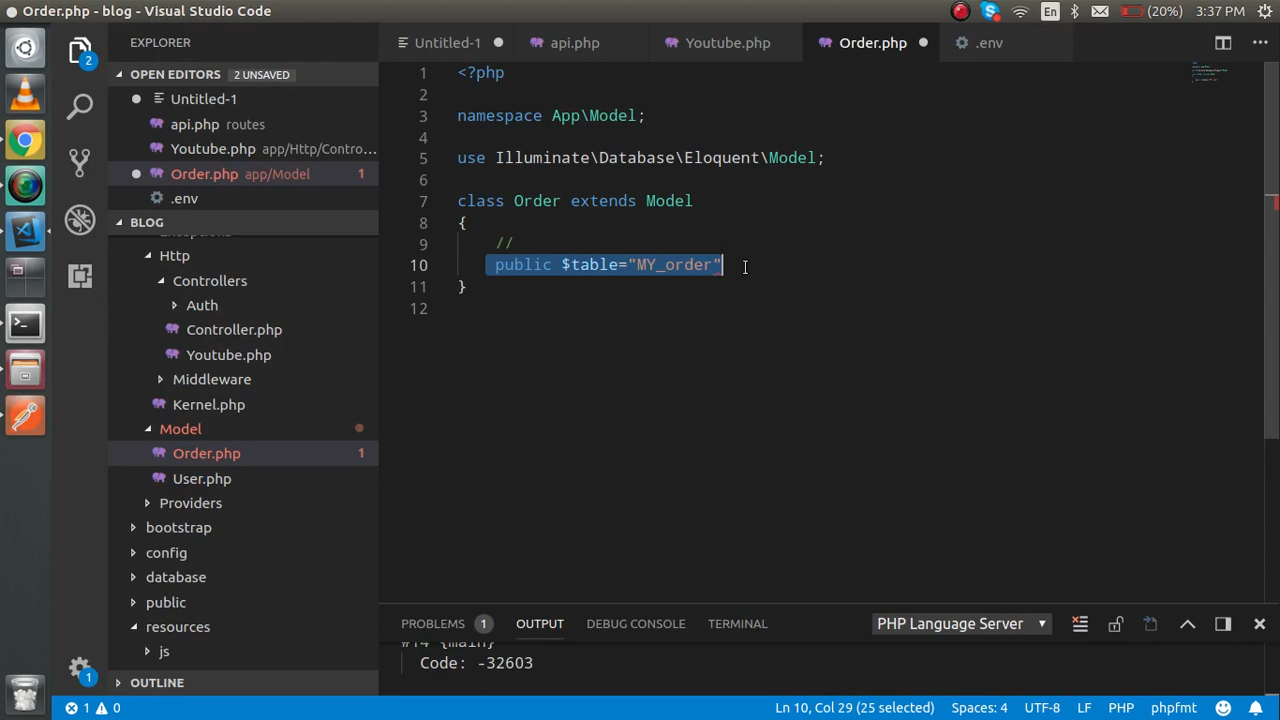 Order.php - blog - Visual Studio Code
En
(20%)
3:37 PM
EXPLORER
OPEN EDITORS
2 UNSAVED
Untitled-1
api.php routes
Youtube.php app/Http/Contro...
Order.php app/Model
1
.env
BLOG
Http
Controllers
Auth
Controller.php
Youtube.php
Middleware
Kernel.php
Model
Order.php
1
User.php
Providers
bootstrap
config
database
public
resources
js
OUTLINE
2
1
Untitled-1
api.php
Youtube.php
Order.php
.env
1 <?php
2
3 namespace App\Model;
4
5 use Illuminate\Database\Eloquent\Model;
6
7 class Order extends Model
8 {
9 //
10 public $table="MY_order"
11 }
12
PROBLEMS 1 OUTPUT DEBUG CONSOLE TERMINAL
PHP Language Server
#14 {main}
Code: -32603
1 0
Ln 10, Col 29 (25 selected)
Spaces: 4
UTF-8
LF
PHP
phpfmt